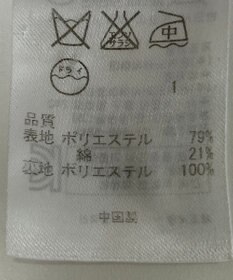 エンソ
サラシ
中
ドライ
1
品質
表地 ポリエステル 79%
綿 21%
裏地 ポリエステル 100%
中国製